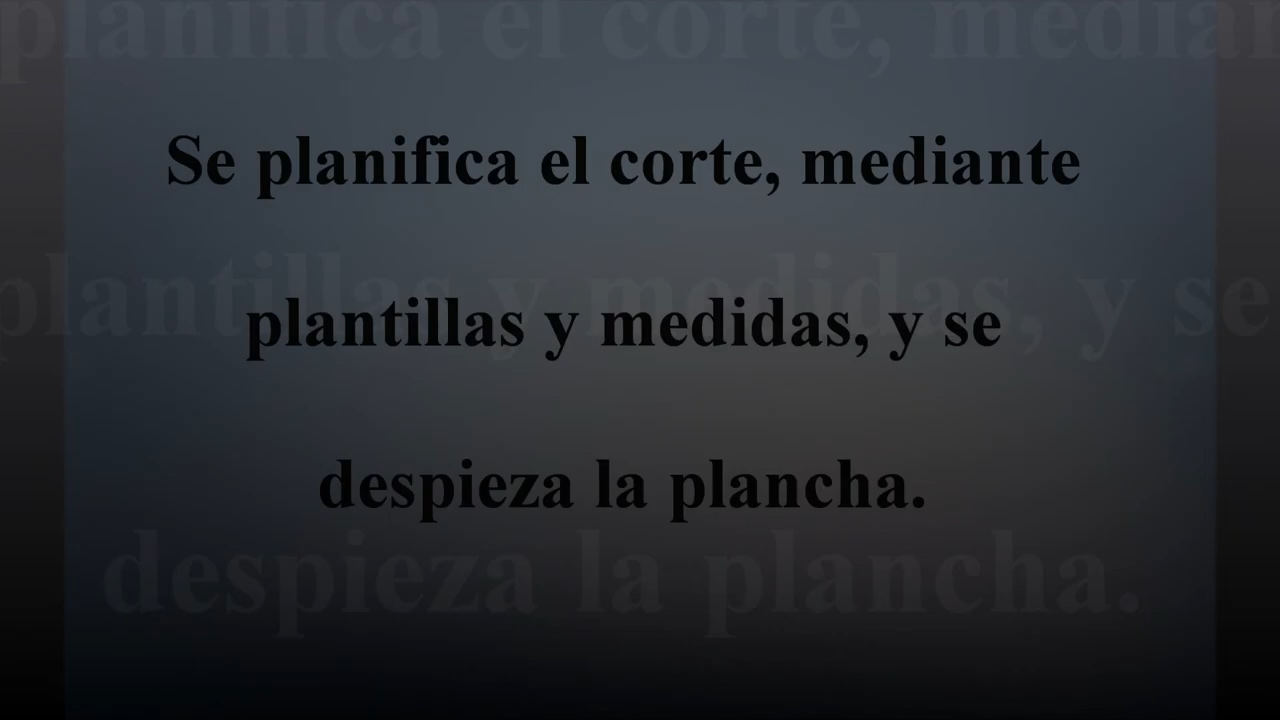 Se planifica el corte, mediante
plantillas y medidas, y se
despieza la plancha.